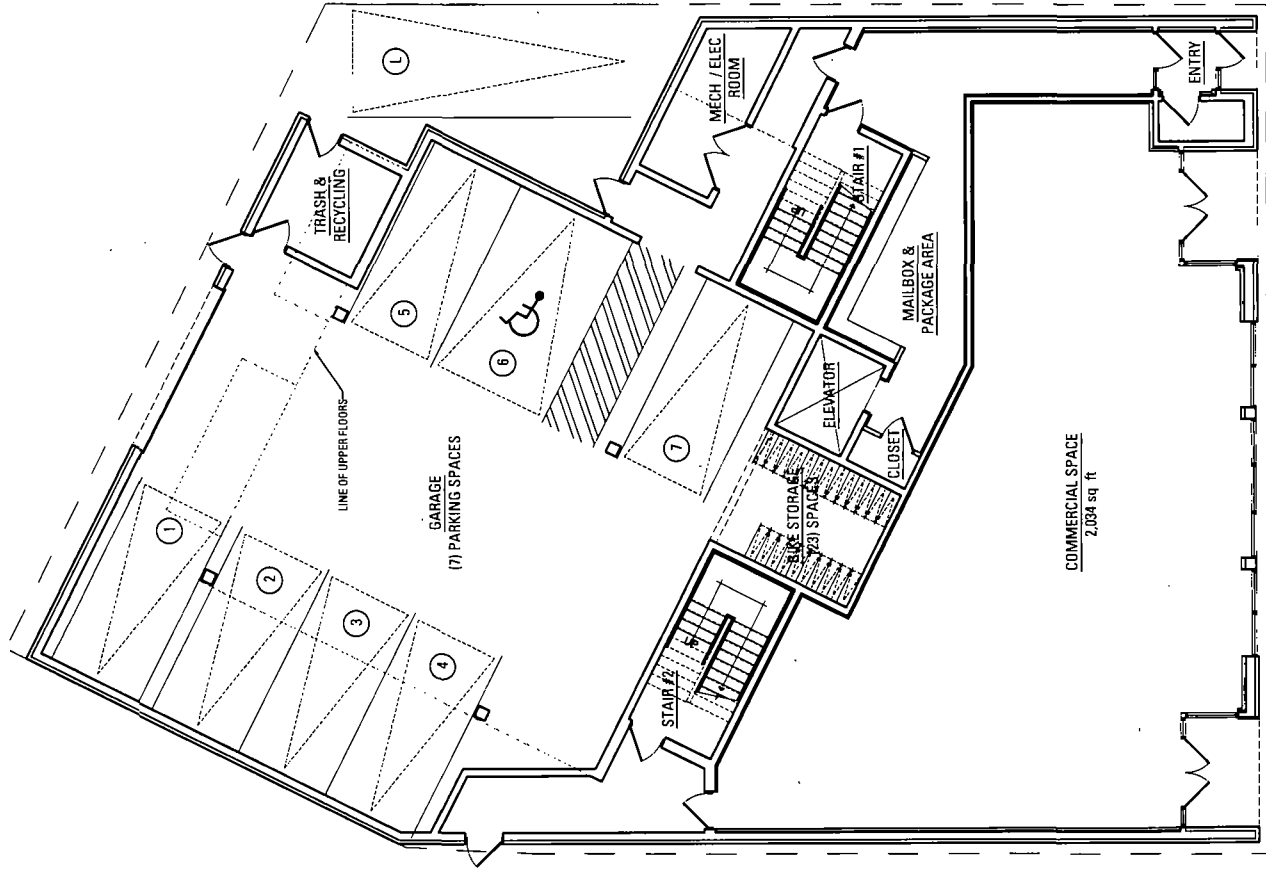 L
MECH / ELEC
ROOM
ENTRY
TRASH &
RECYCLING
STAIR #1
UP
5
6
MAILBOX &
PACKAGE AREA
LINE OF UPPER FLOORS
ELEVATOR
7
CLOSET
GARAGE
(7) PARKING SPACES
1
2
3
4
BIKE STORAGE
(23) SPACES
COMMERCIAL SPACE
2,034 sq ft
UP
STAIR #2